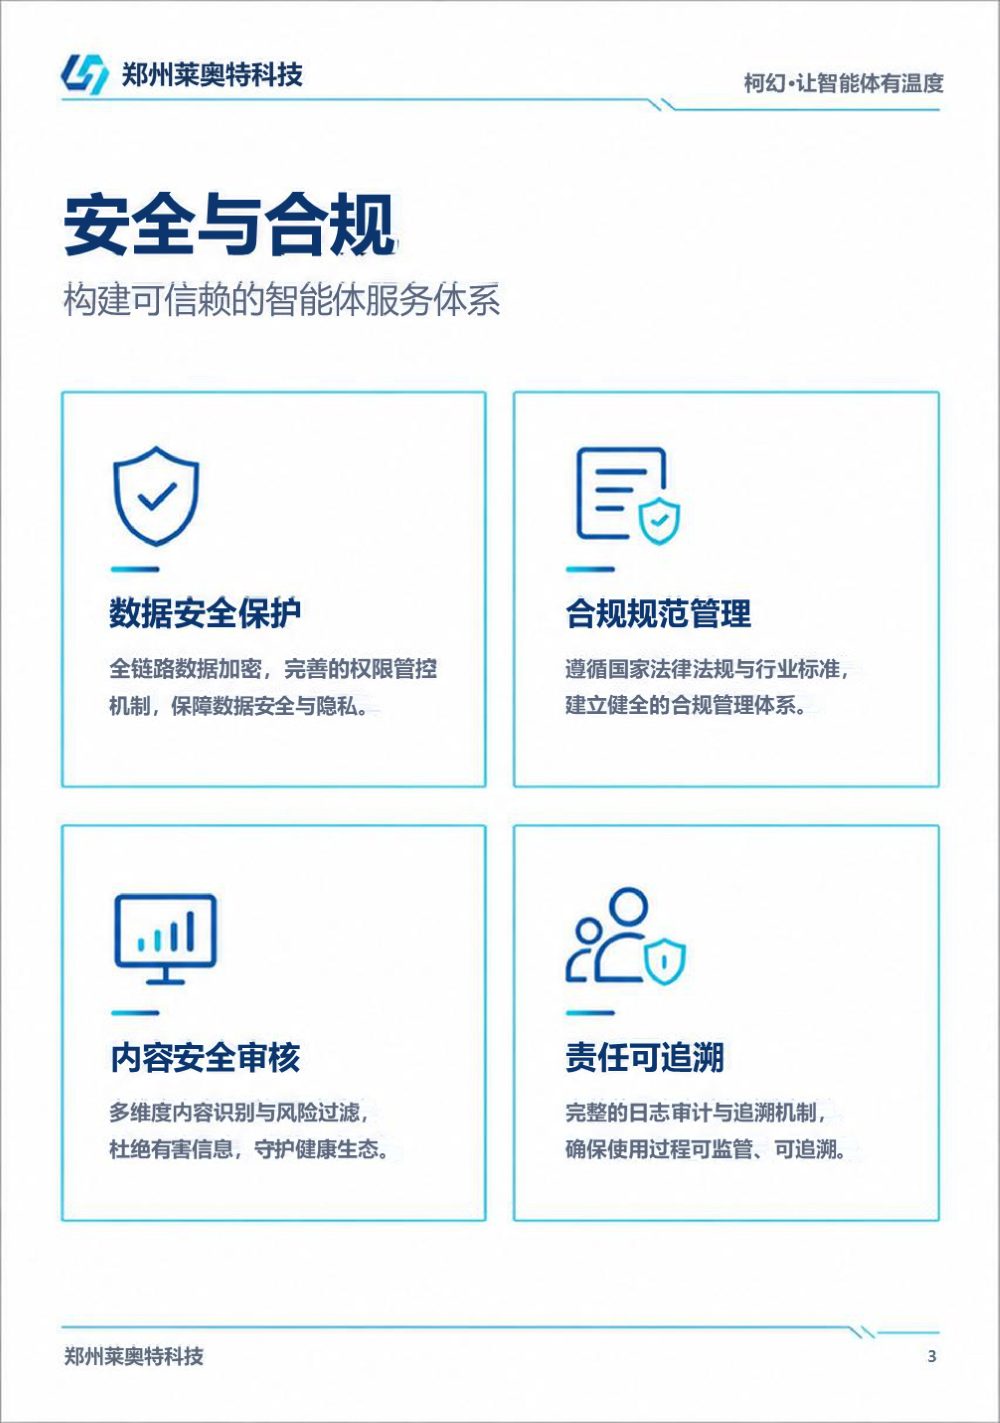 郑州莱奥特科技
柯幻·让智能体有温度
安全与合规
构建可信赖的智能体服务体系
数据安全保护
全链路数据加密，完善的权限管控
机制，保障数据安全与隐私。
合规规范管理
遵循国家法律法规与行业标准，
建立健全的合规管理体系。
内容安全审核
多维度内容识别与风险过滤，
杜绝有害信息，守护健康生态。
责任可追溯
完整的日志审计与追溯机制，
确保使用过程可监管、可追溯。
郑州莱奥特科技
3